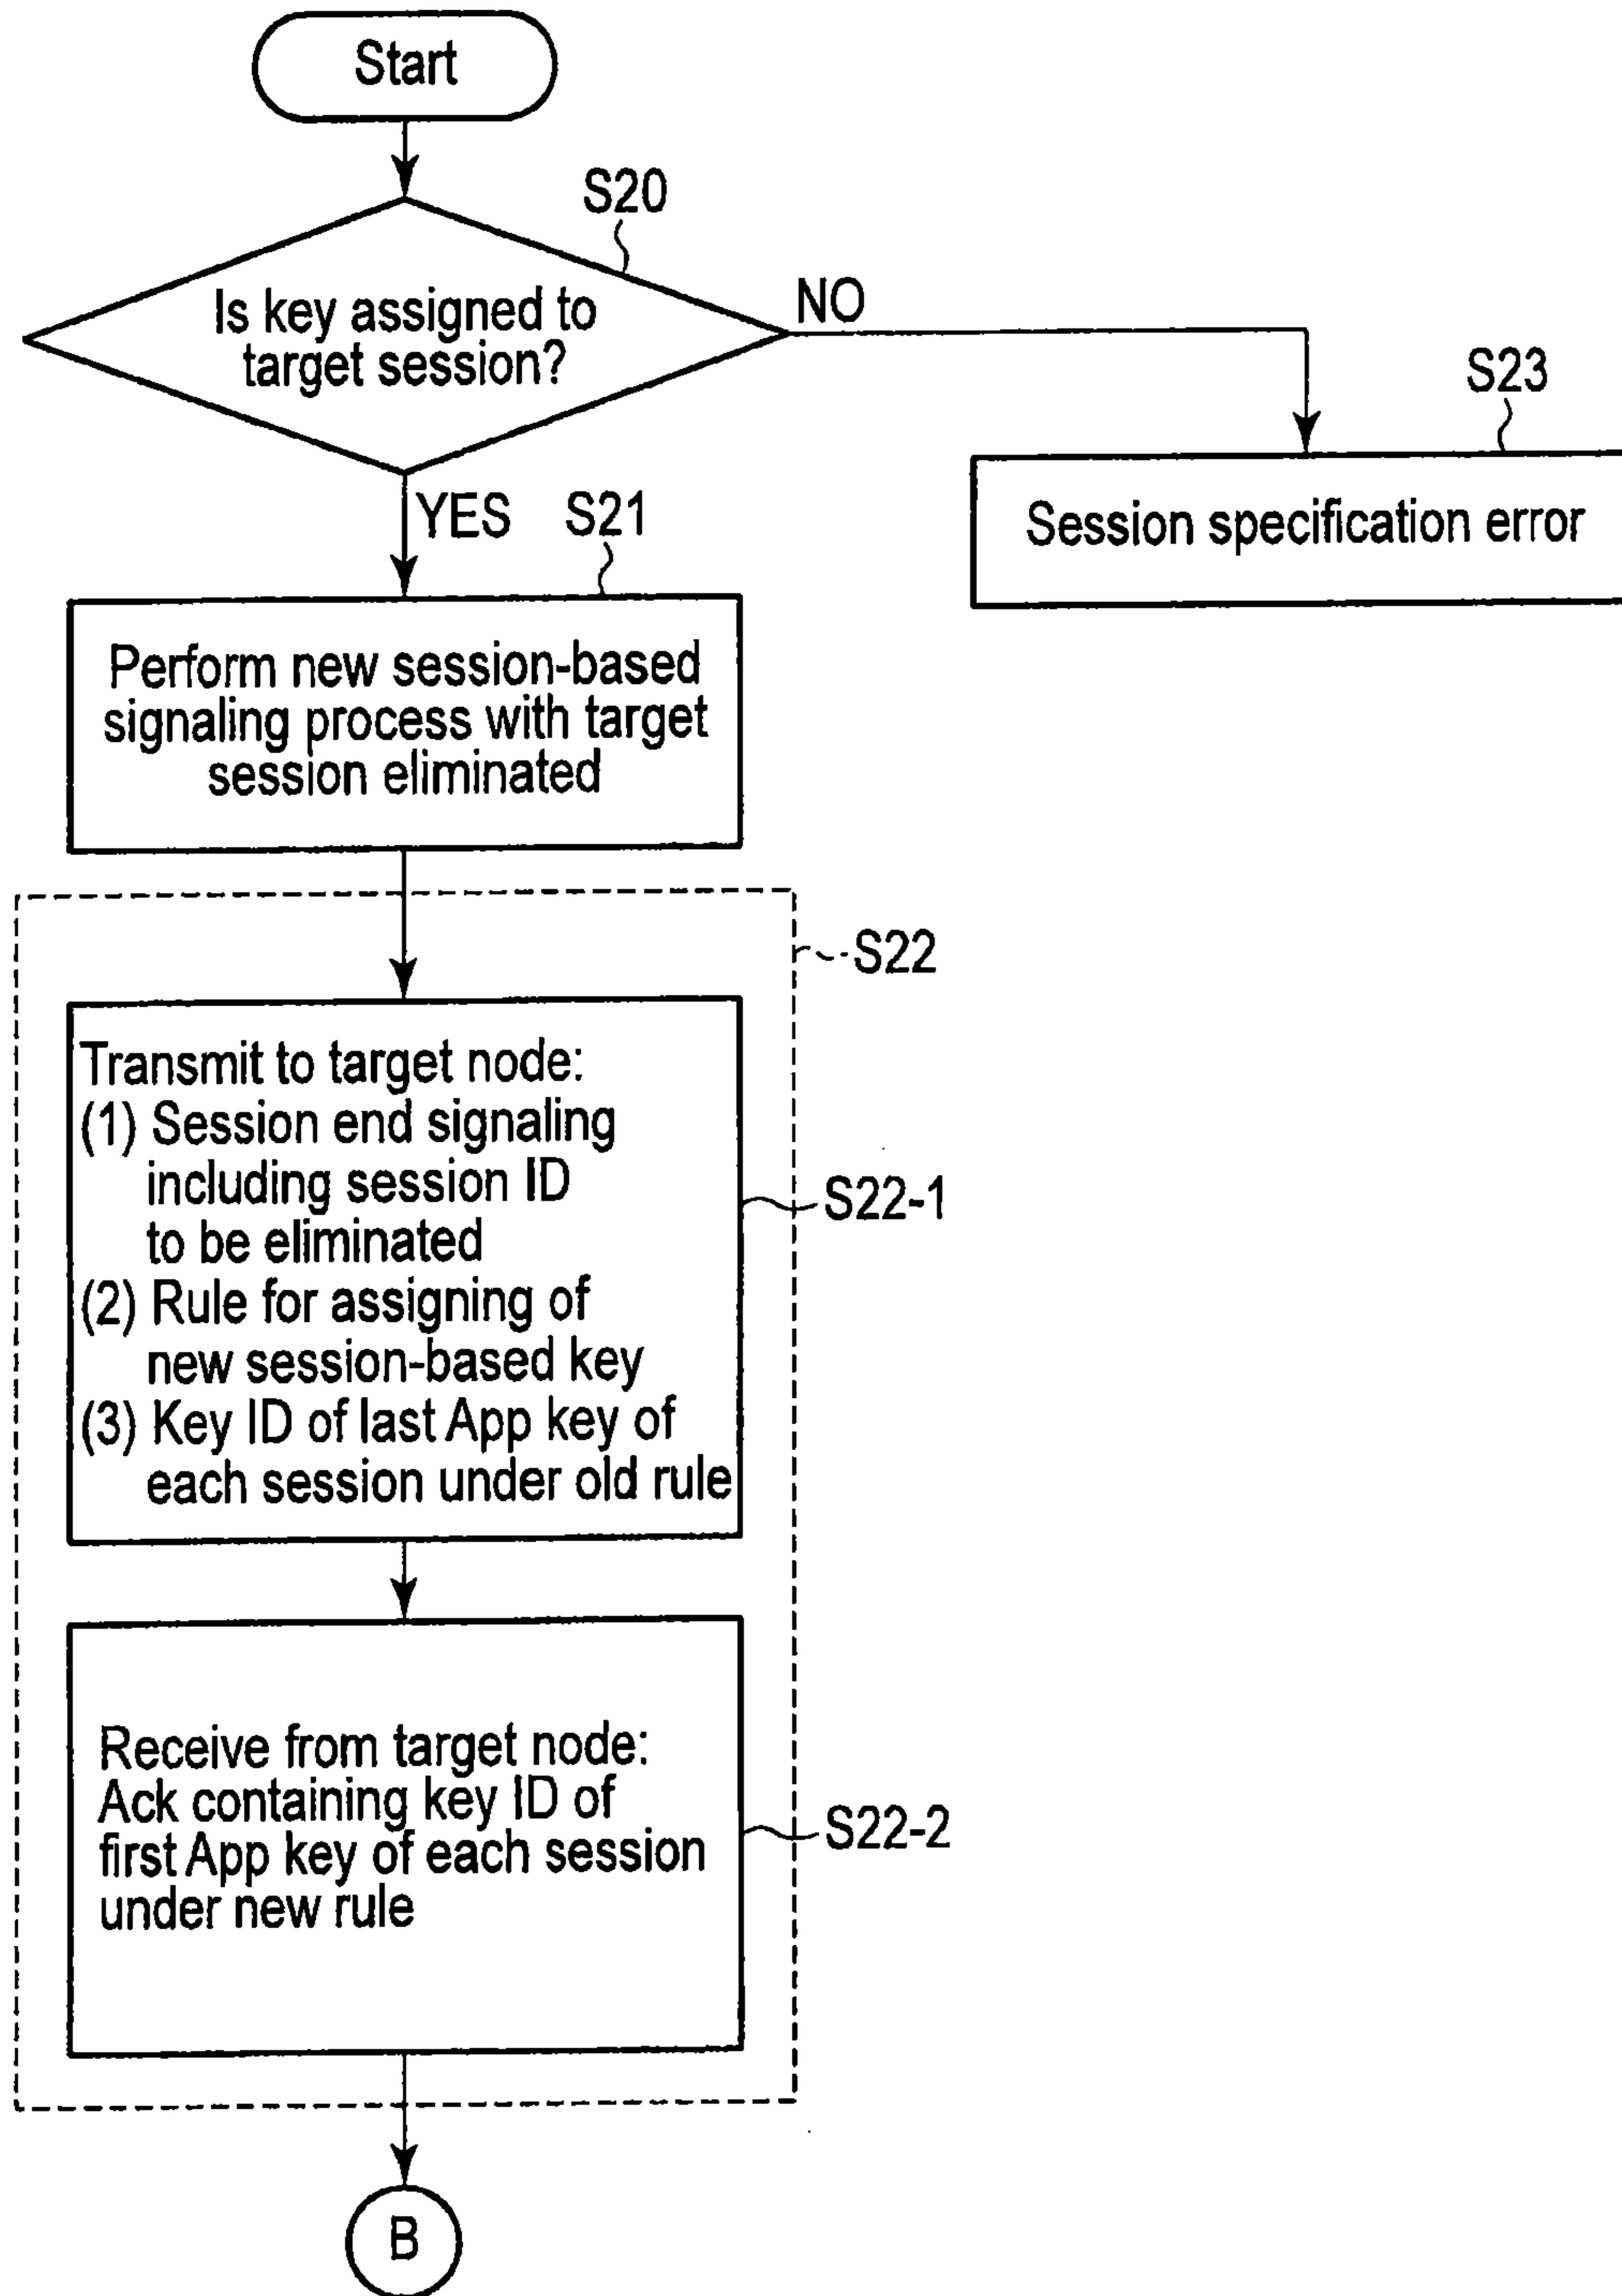 Start
S20
Is key assigned to
target session?
NO
S23
Session specification error
YES
S21
Perform new session-based
signaling process with target
session eliminated
S22
Transmit to target node:
(1) Session end signaling
including session ID
to be eliminated
(2) Rule for assigning of
new session-based key
(3) Key ID of last App key of
each session under old rule
S22-1
Receive from target node:
Ack containing key ID of
first App key of each session
under new rule
S22-2
B